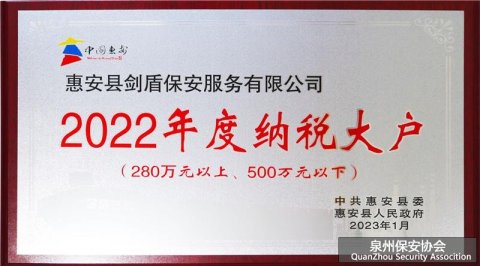 中国惠安
惠安县剑盾保安服务有限公司
2022年度纳税大户
（280万元以上、500万元以下）
中共惠安县委
惠安县人民政府
2023年1月
泉州保安协会
QuanZhou Security Assocition